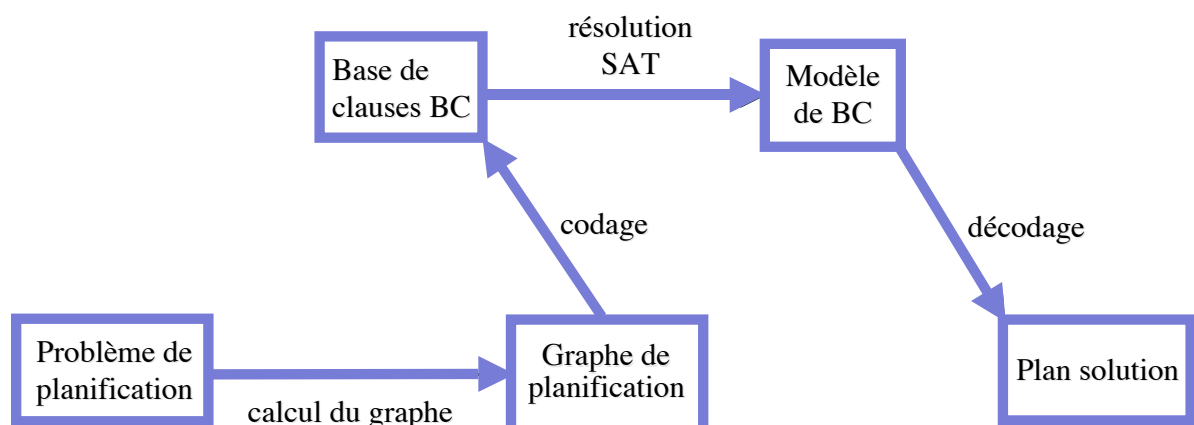 résolution
SAT
Base de
clauses BC
Modèle
de BC
codage
décodage
Problème de
planification
Graphe de
planification
Plan solution
calcul du graphe